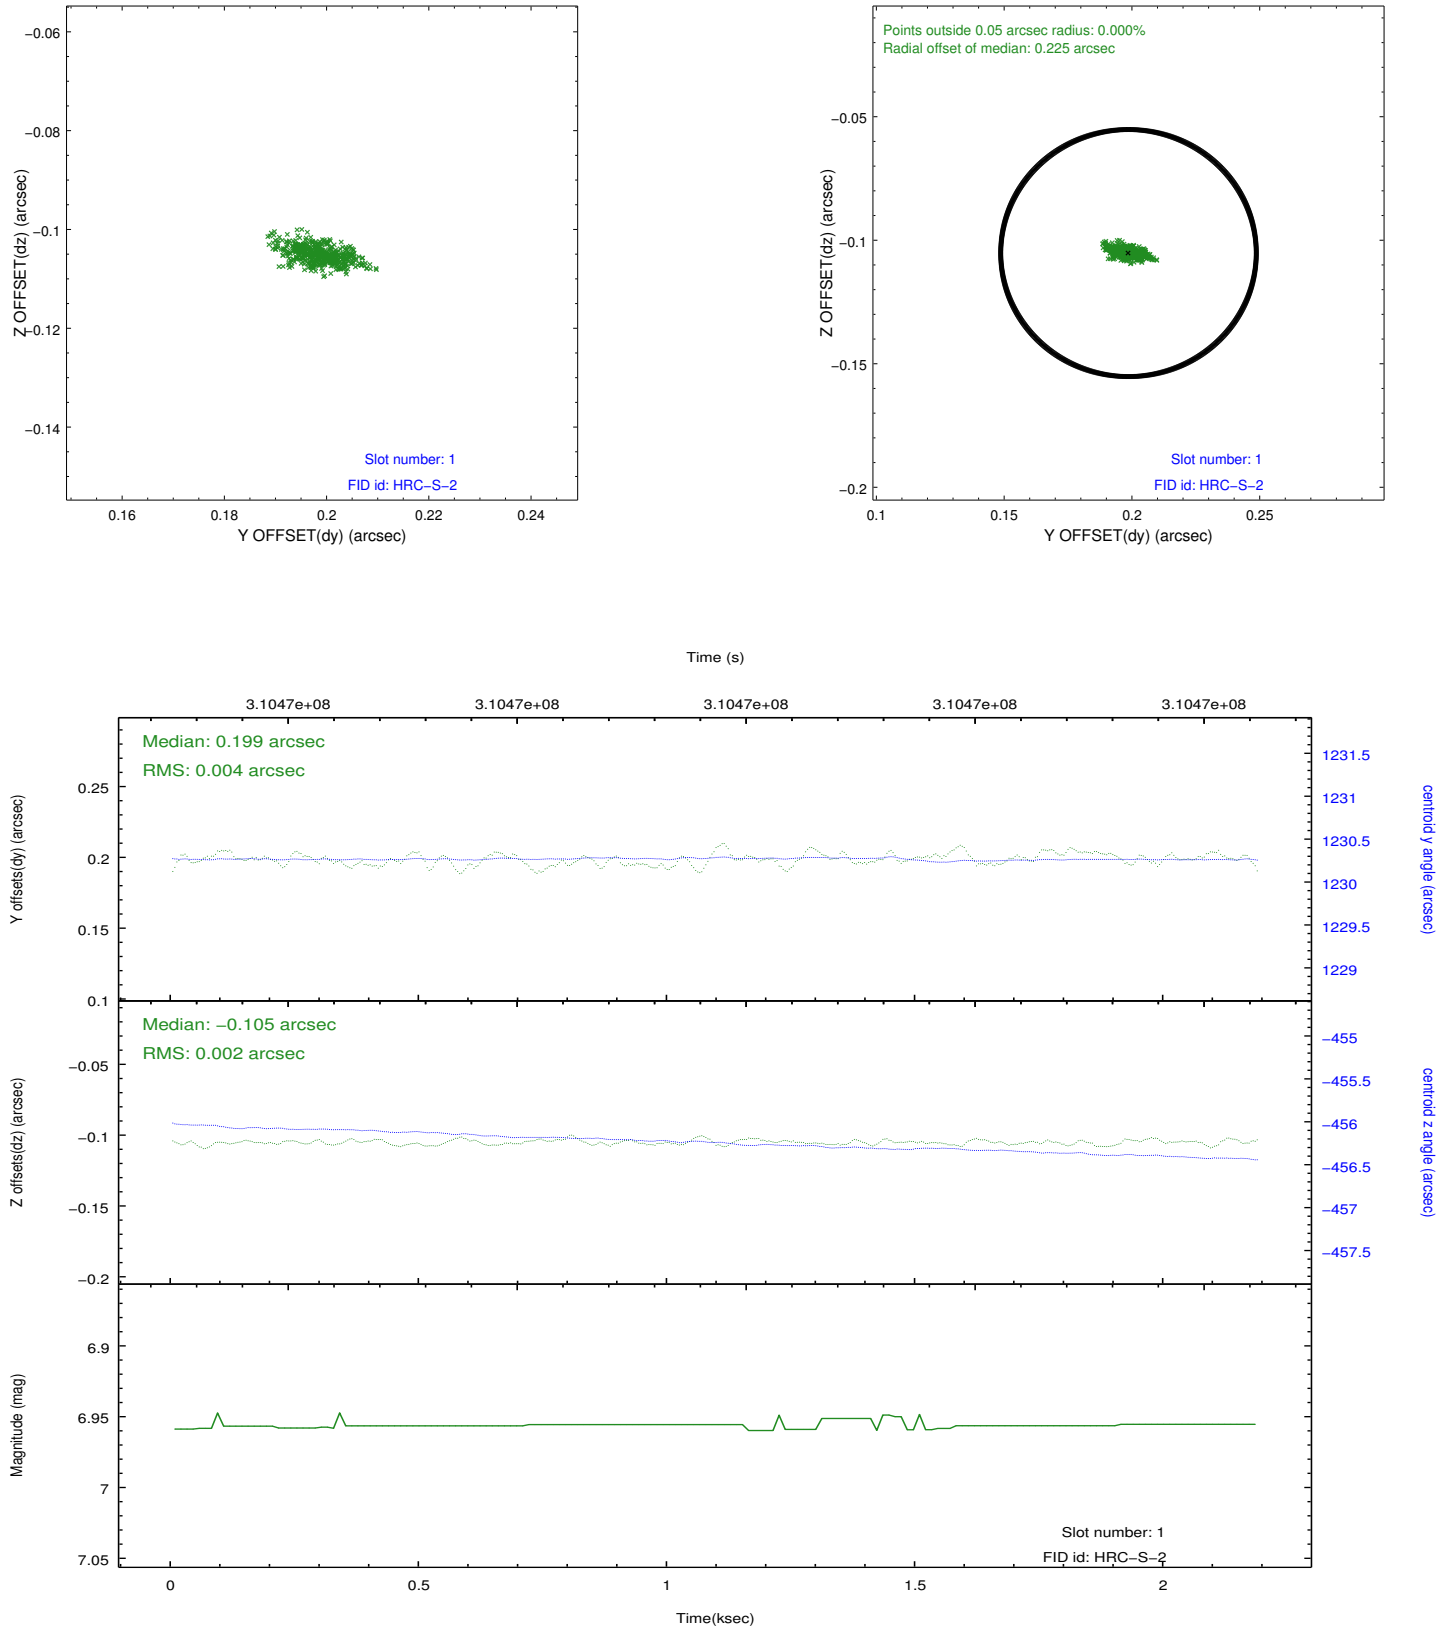 −0.06
−0.08
−0.1
−0.12
−0.14
Z OFFSET(dz) (arcsec)
0.16
0.18
0.2
0.22
0.24
Y OFFSET(dy) (arcsec)
Slot number: 1
FID id: HRC−S−2
Points outside 0.05 arcsec radius: 0.000%
Radial offset of median: 0.225 arcsec
−0.05
−0.1
−0.15
−0.2
Z OFFSET(dz) (arcsec)
0.1
0.15
0.2
0.25
Y OFFSET(dy) (arcsec)
Slot number: 1
FID id: HRC−S−2
Time (s)
3.1047e+08
3.1047e+08
3.1047e+08
3.1047e+08
3.1047e+08
Median: 0.199 arcsec
RMS: 0.004 arcsec
0.25
0.2
0.15
0.1
Y offsets(dy) (arcsec)
1231.5
1231
1230.5
1230
1229.5
1229
centroid y angle (arcsec)
Median: −0.105 arcsec
RMS: 0.002 arcsec
−0.05
−0.1
−0.15
−0.2
Z offsets(dz) (arcsec)
−455
−455.5
−456
−456.5
−457
−457.5
centroid z angle (arcsec)
6.9
6.95
7
7.05
Magnitude (mag)
Slot number: 1
FID id: HRC−S−2
0
0.5
1
1.5
2
Time(ksec)